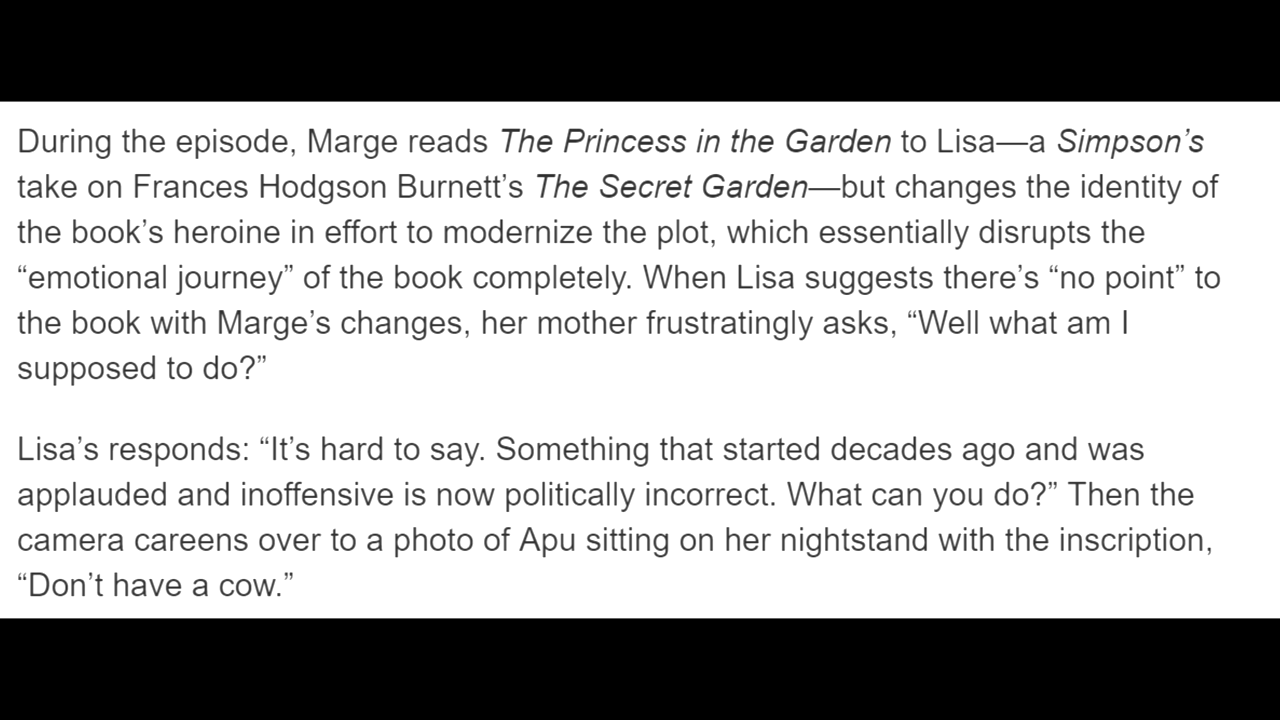 During the episode, Marge reads The Princess in the Garden to Lisa—a Simpson’s
take on Frances Hodgson Burnett’s The Secret Garden—but changes the identity of
the book’s heroine in effort to modernize the plot, which essentially disrupts the
“emotional journey” of the book completely. When Lisa suggests there’s “no point” to
the book with Marge’s changes, her mother frustratingly asks, “Well what am I
supposed to do?”
Lisa’s responds: “It’s hard to say. Something that started decades ago and was
applauded and inoffensive is now politically incorrect. What can you do?” Then the
camera careens over to a photo of Apu sitting on her nightstand with the inscription,
“Don’t have a cow.”